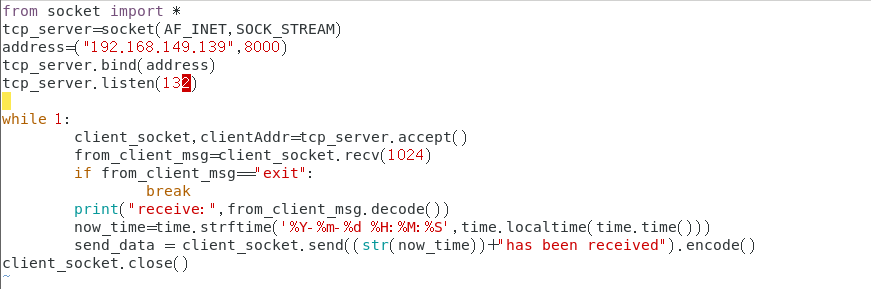 from socket import *
tcp_server=socket(AF_INET,SOCK_STREAM)
address=("192.168.149.139",8000)
tcp_server.bind(address)
tcp_server.listen(132)
while 1:
        client_socket,clientAddr=tcp_server.accept()
        from_client_msg=client_socket.recv(1024)
        if from_client_msg=="exit":
                break
        print("receive:",from_client_msg.decode())
        now_time=time.strftime('%Y-%m-%d %H:%M:%S',time.localtime(time.time()))
        send_data = client_socket.send((str(now_time))+"has been received").encode()
client_socket.close()
~